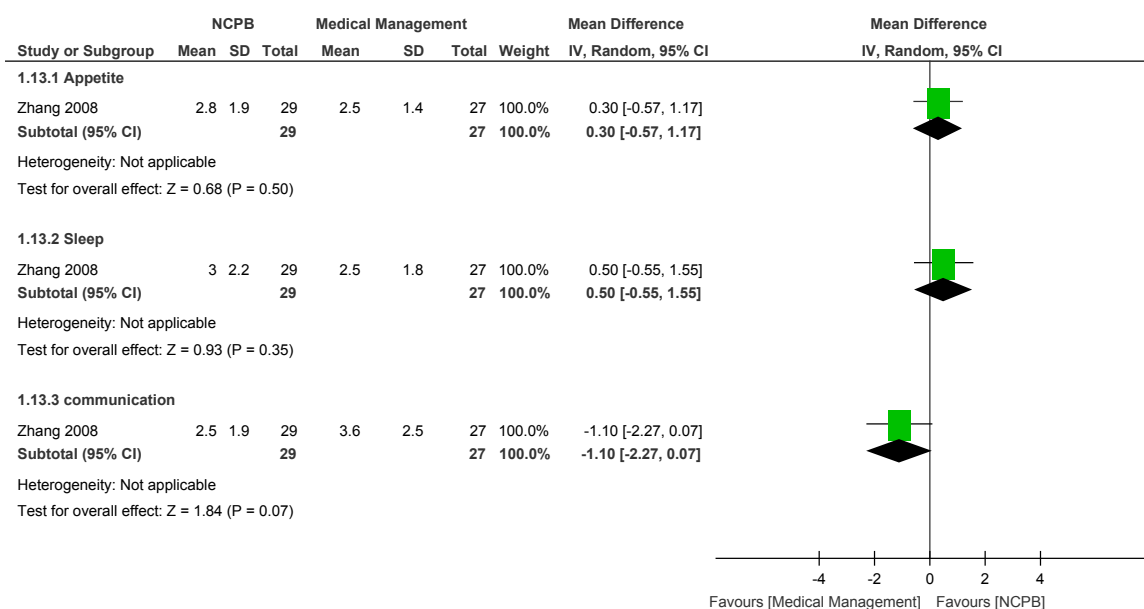 NCPB Medical Management Mean Difference Mean Difference
Study or Subgroup Mean SD Total Mean SD Total Weight IV, Random, 95% CI IV, Random, 95% CI
1.13.1 Appetite
Zhang 2008 2.8 1.9 29 2.5 1.4 27 100.0% 0.30 [-0.57, 1.17]
Subtotal (95% CI) 29 27 100.0% 0.30 [-0.57, 1.17]
Heterogeneity: Not applicable
Test for overall effect: Z = 0.68 (P = 0.50)
1.13.2 Sleep
Zhang 2008 3 2.2 29 2.5 1.8 27 100.0% 0.50 [-0.55, 1.55]
Subtotal (95% CI) 29 27 100.0% 0.50 [-0.55, 1.55]
Heterogeneity: Not applicable
Test for overall effect: Z = 0.93 (P = 0.35)
1.13.3 communication
Zhang 2008 2.5 1.9 29 3.6 2.5 27 100.0% -1.10 [-2.27, 0.07]
Subtotal (95% CI) 29 27 100.0% -1.10 [-2.27, 0.07]
Heterogeneity: Not applicable
Test for overall effect: Z = 1.84 (P = 0.07)
-4 -2 0 2 4
Favours [Medical Management] Favours [NCPB]